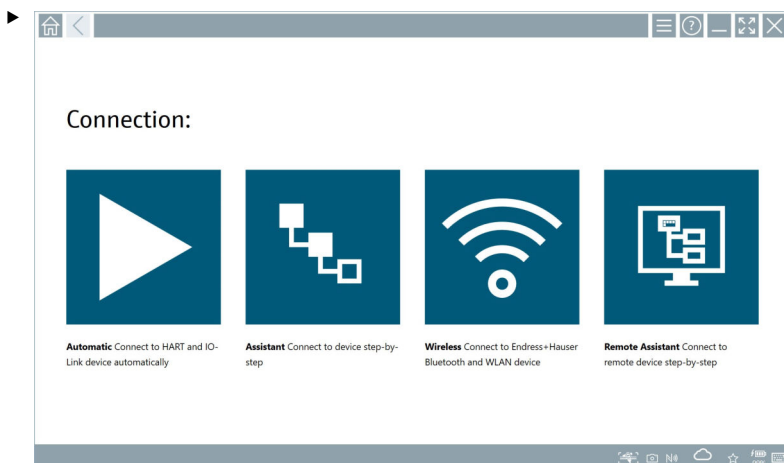 Connection:
Automatic Connect to HART and IO-
Link device automatically
Assistant Connect to device step-by-
step
Wireless Connect to Endress+Hauser
Bluetooth and WLAN device
Remote Assistant Connect to
remote device step-by-step